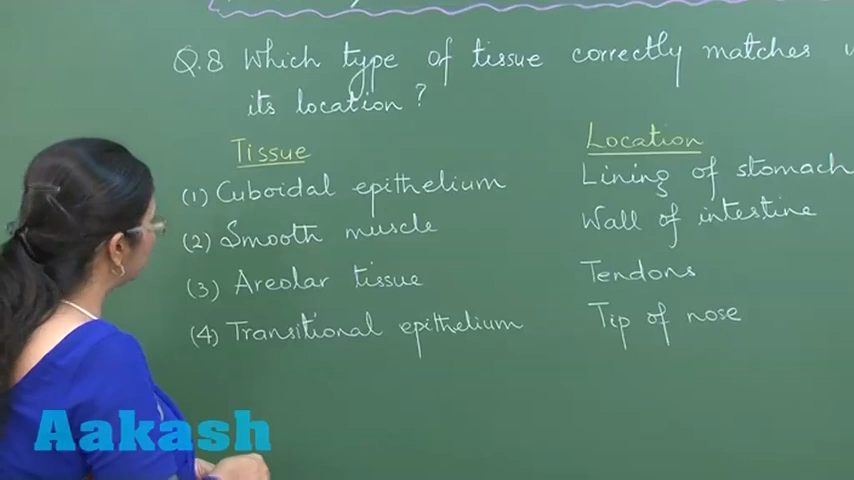 Q.8 Which type of tissue correctly matches
its location ?
Tissue Location
(1) Cuboidal epithelium Lining of stomach
(2) Smooth muscle Wall of intestine
(3) Areolar tissue Tendons
(4) Transitional epithelium Tip of nose
Aakash